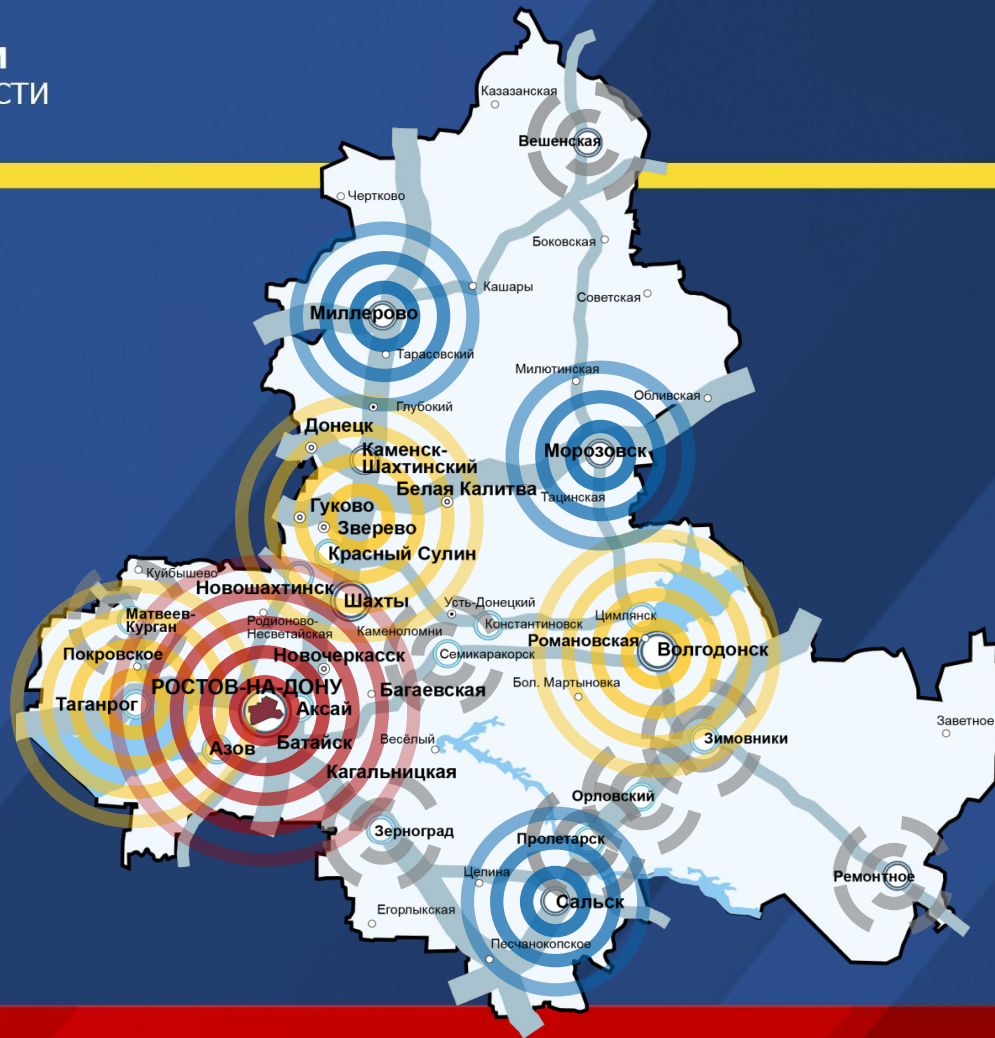 СТИ
Казазанская
Вешенская
Чертково
Боковская
Кашары
Советская
Миллерово
Тарасовский
Милютинская
Обливская
Глубокий
Донецк
Каменск-
Шахтинский
Морозовск
Белая Калитва
Тацинская
Гуково
Зверево
Красный Сулин
Куйбышево
Новошахтинск
Шахты
Усть-Донецкий
Матвеев-
Курган
Родионово-
Несветайская
Каменоломни
Константиновск
Цимлянск
Романовская
Волгодонск
Покровское
Новочеркасск
Семикаракорск
РОСТОВ-НА-ДОНУ
Багаевская
Бол. Мартыновка
Таганрог
Аксай
Заветное
Азов
Батайск
Весёлый
Зимовники
Кагальницкая
Орловский
Зерноград
Пролетарск
Целина
Ремонтное
Сальск
Егорлыкская
Песчанокопское